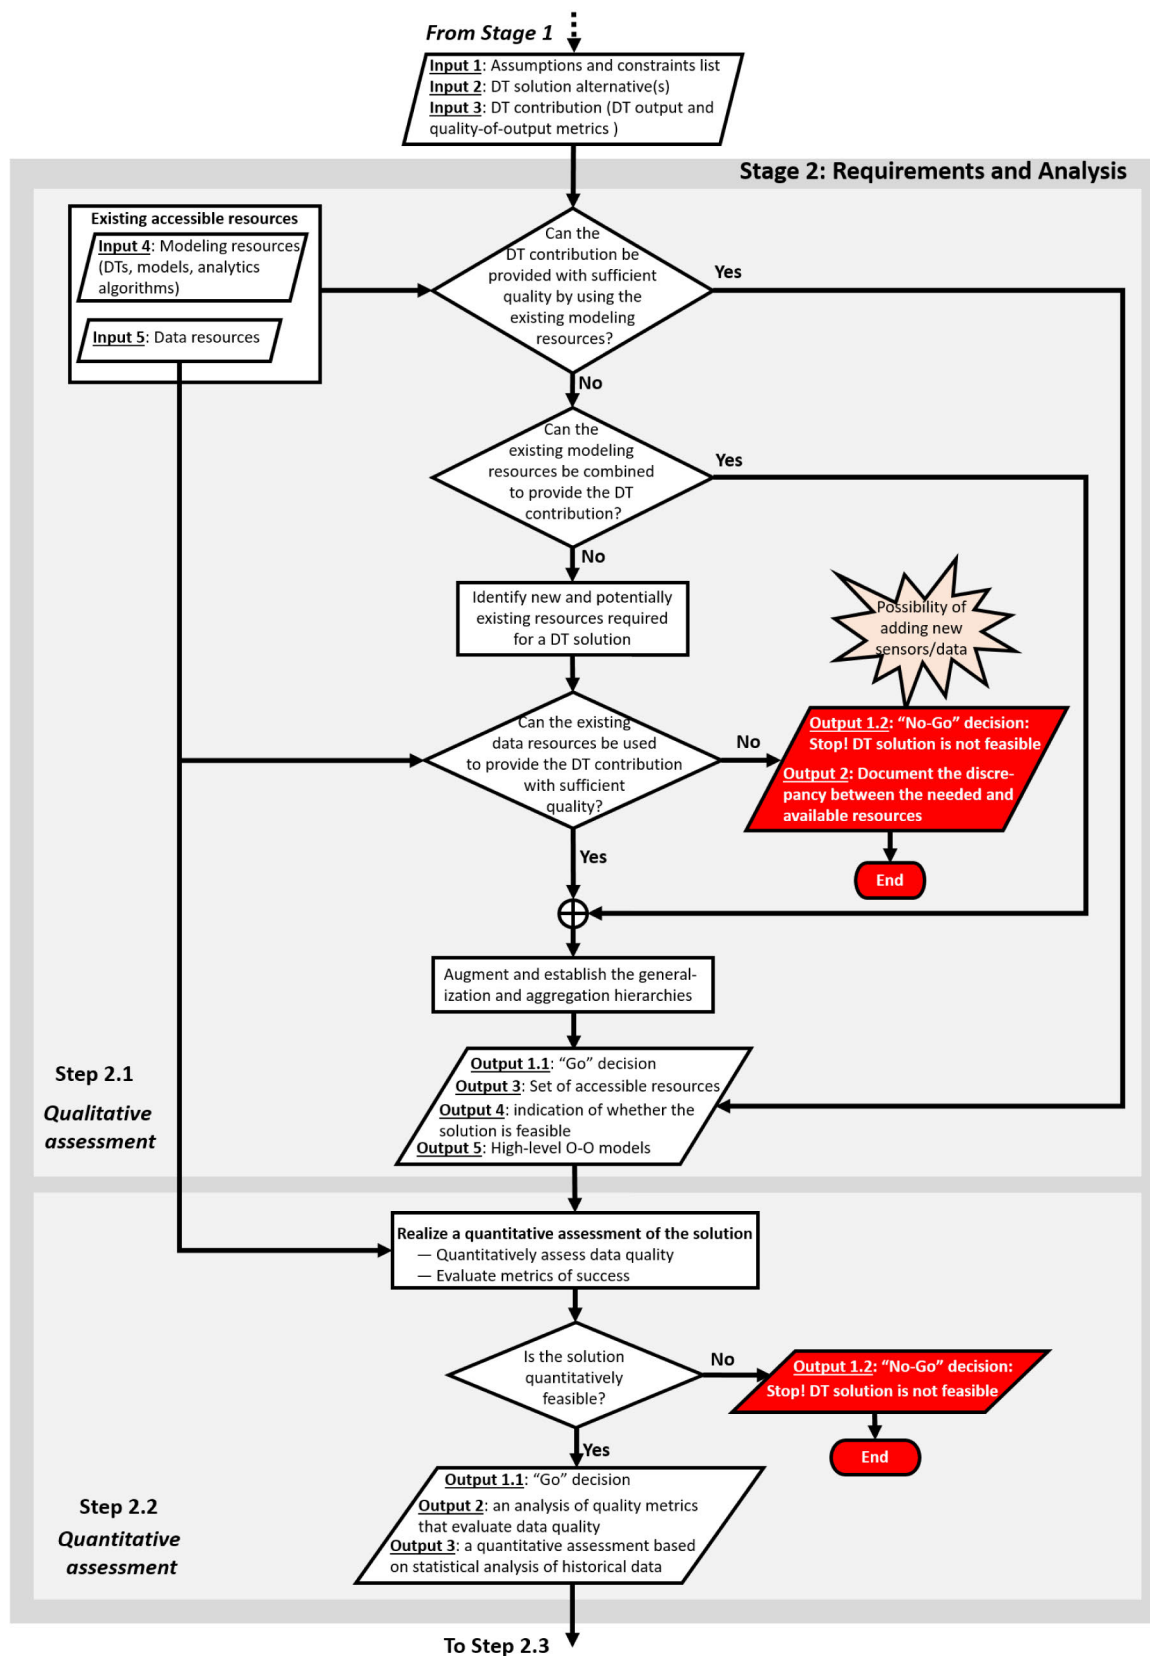 From Stage 1
Input 1: Assumptions and constraints list
Input 2: DT solution alternative(s)
Input 3: DT contribution (DT output and
quality-of-output metrics )
Stage 2: Requirements and Analysis
Existing accessible resources
Input 4: Modeling resources
(DTs, models, analytics
algorithms)
Input 5: Data resources
Can the
DT contribution be
provided with sufficient
quality by using the
existing modeling
resources?
Yes
No
Can the
existing modeling
resources be combined
to provide the DT
contribution?
Yes
No
Identify new and potentially
existing resources required
for a DT solution
Possibility of
adding new
sensors/data
Can the existing
data resources be used
to provide the DT contribution
with sufficient
quality?
No
Output 1.2: “No-Go” decision:
Stop! DT solution is not feasible
Output 2: Document the discre-
pancy between the needed and
available resources
End
Yes
Augment and establish the general-
ization and aggregation hierarchies
Output 1.1: “Go” decision
Output 3: Set of accessible resources
Output 4: indication of whether the
solution is feasible
Output 5: High-level O-O models
Step 2.1
Qualitative
assessment
Realize a quantitative assessment of the solution
— Quantitatively assess data quality
— Evaluate metrics of success
Is the solution
quantitatively
feasible?
No
Output 1.2: “No-Go” decision:
Stop! DT solution is not feasible
End
Yes
Output 1.1: “Go” decision
Output 2: an analysis of quality metrics
that evaluate data quality
Output 3: a quantitative assessment based
on statistical analysis of historical data
Step 2.2
Quantitative
assessment
To Step 2.3